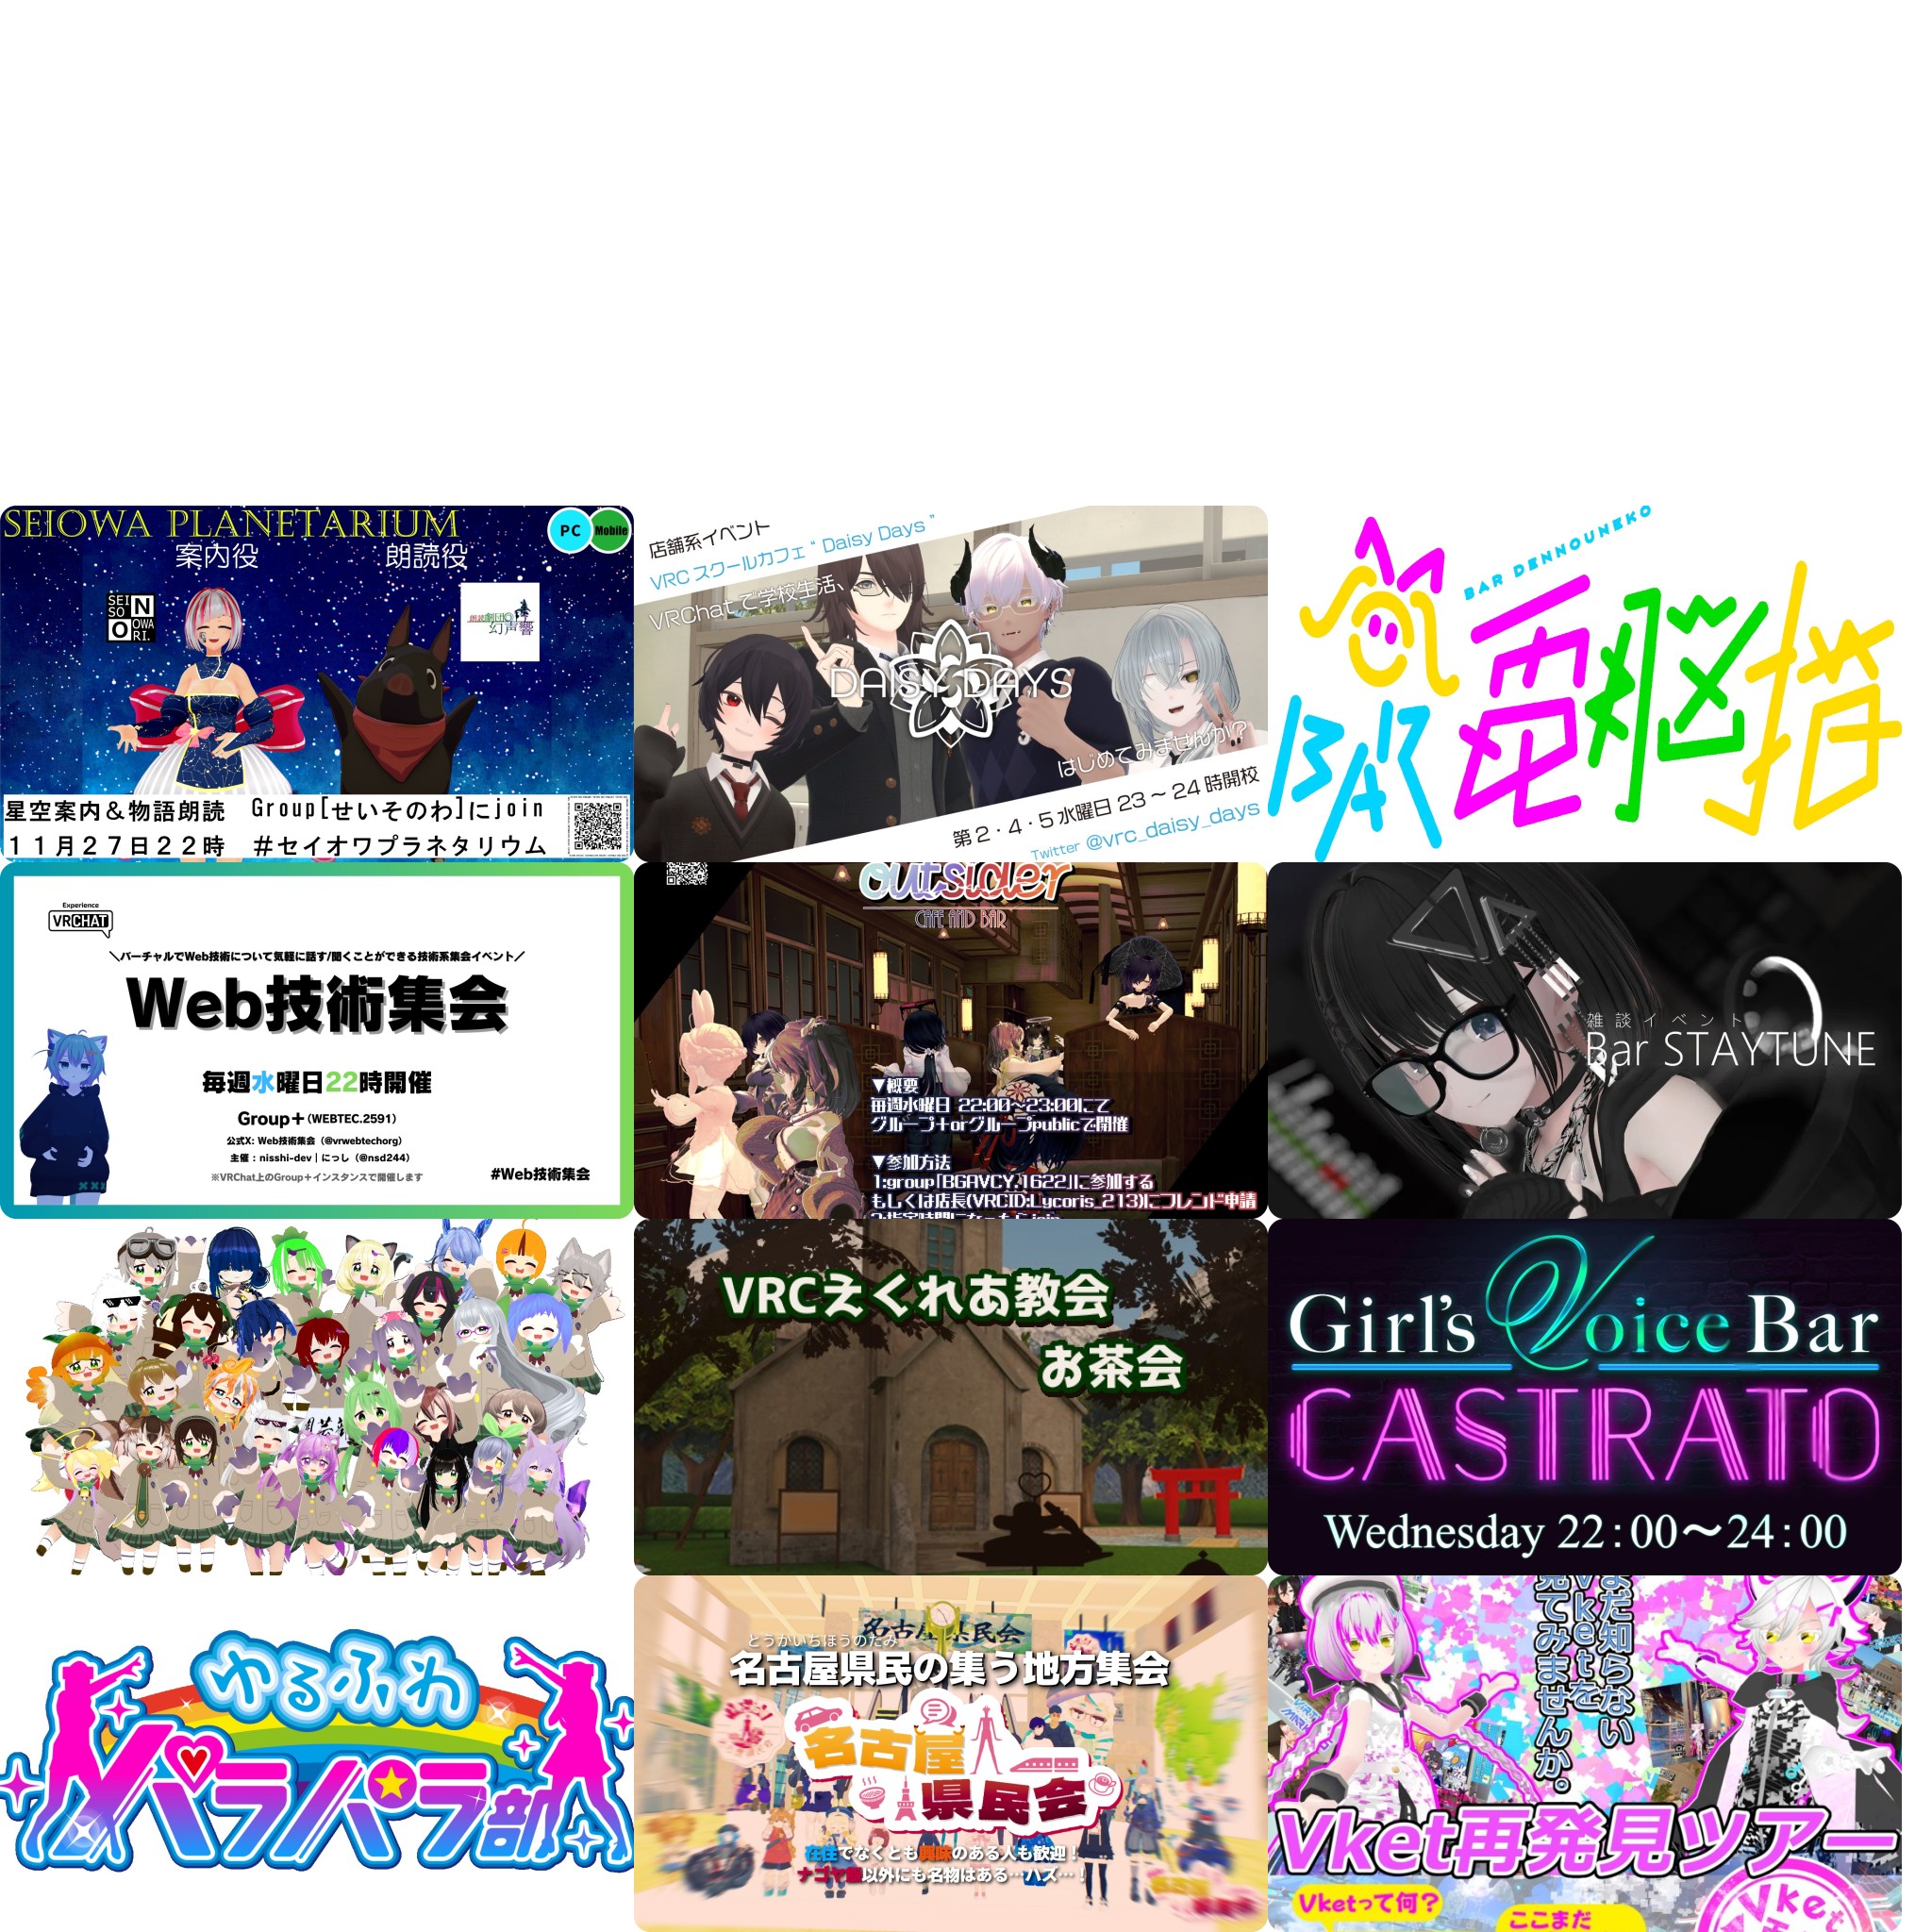 SEIOWA PLANETARIUM
PC
Mobile
案内役
朗読役
SEI
SO
N
O
OWA
RI.
朗読劇団
幻声響
星空案内＆物語朗読
Group[せいそのわ]にjoin
11月27日22時
＃セイオワプラネタリウム
店舗系イベント
VRC スクールカフェ “ Daisy Days ”
VRChat で学校生活、
DAISY DAYS
はじめてみませんか？
第 2・4・5 水曜日 23 ～ 24 時開校
Twitter @vrc_daisy_days
BAR DENNOUNEKO
BAR
電脳猫
Experience
VRCHAT
＼バーチャルでWeb技術について気軽に話す/聞くことができる技術系集会イベント／
Web技術集会
毎週水曜日22時開催
Group＋(WEBTEC.2591)
公式X: Web技術集会（@vrwebtechorg）
主催：nisshi-dev｜にっし（@nsd244）
※VRChat上のGroup＋インスタンスで開催します
#Web技術集会
outsider
CAFE AND BAR
▼概要
毎週水曜日 22:00～23:00にて
グループ＋orグループpublicで開催
▼参加方法
1:group「BGAVCY.1622」に参加する
もしくは店長(VRCID:Lycoris_213)にフレンド申請
雑談イベント
Bar STAYTUNE
VRCえくれあ教会
お茶会
Girl's Voice Bar
CASTRATO
Wednesday 22：00～24：00
ゆるふわ
パラパラ部
とうかいちほうのたみ
名古屋県民の集う地方集会
名古屋
県民会
在住でなくとも興味のある人も歓迎！
ナゴヤ飯以外にも名物はある…ハズ…！
まだ知らない
Vketを
見てみませんか。
Vket再発見ツアー
Vketって何？
ここまだ
Vket